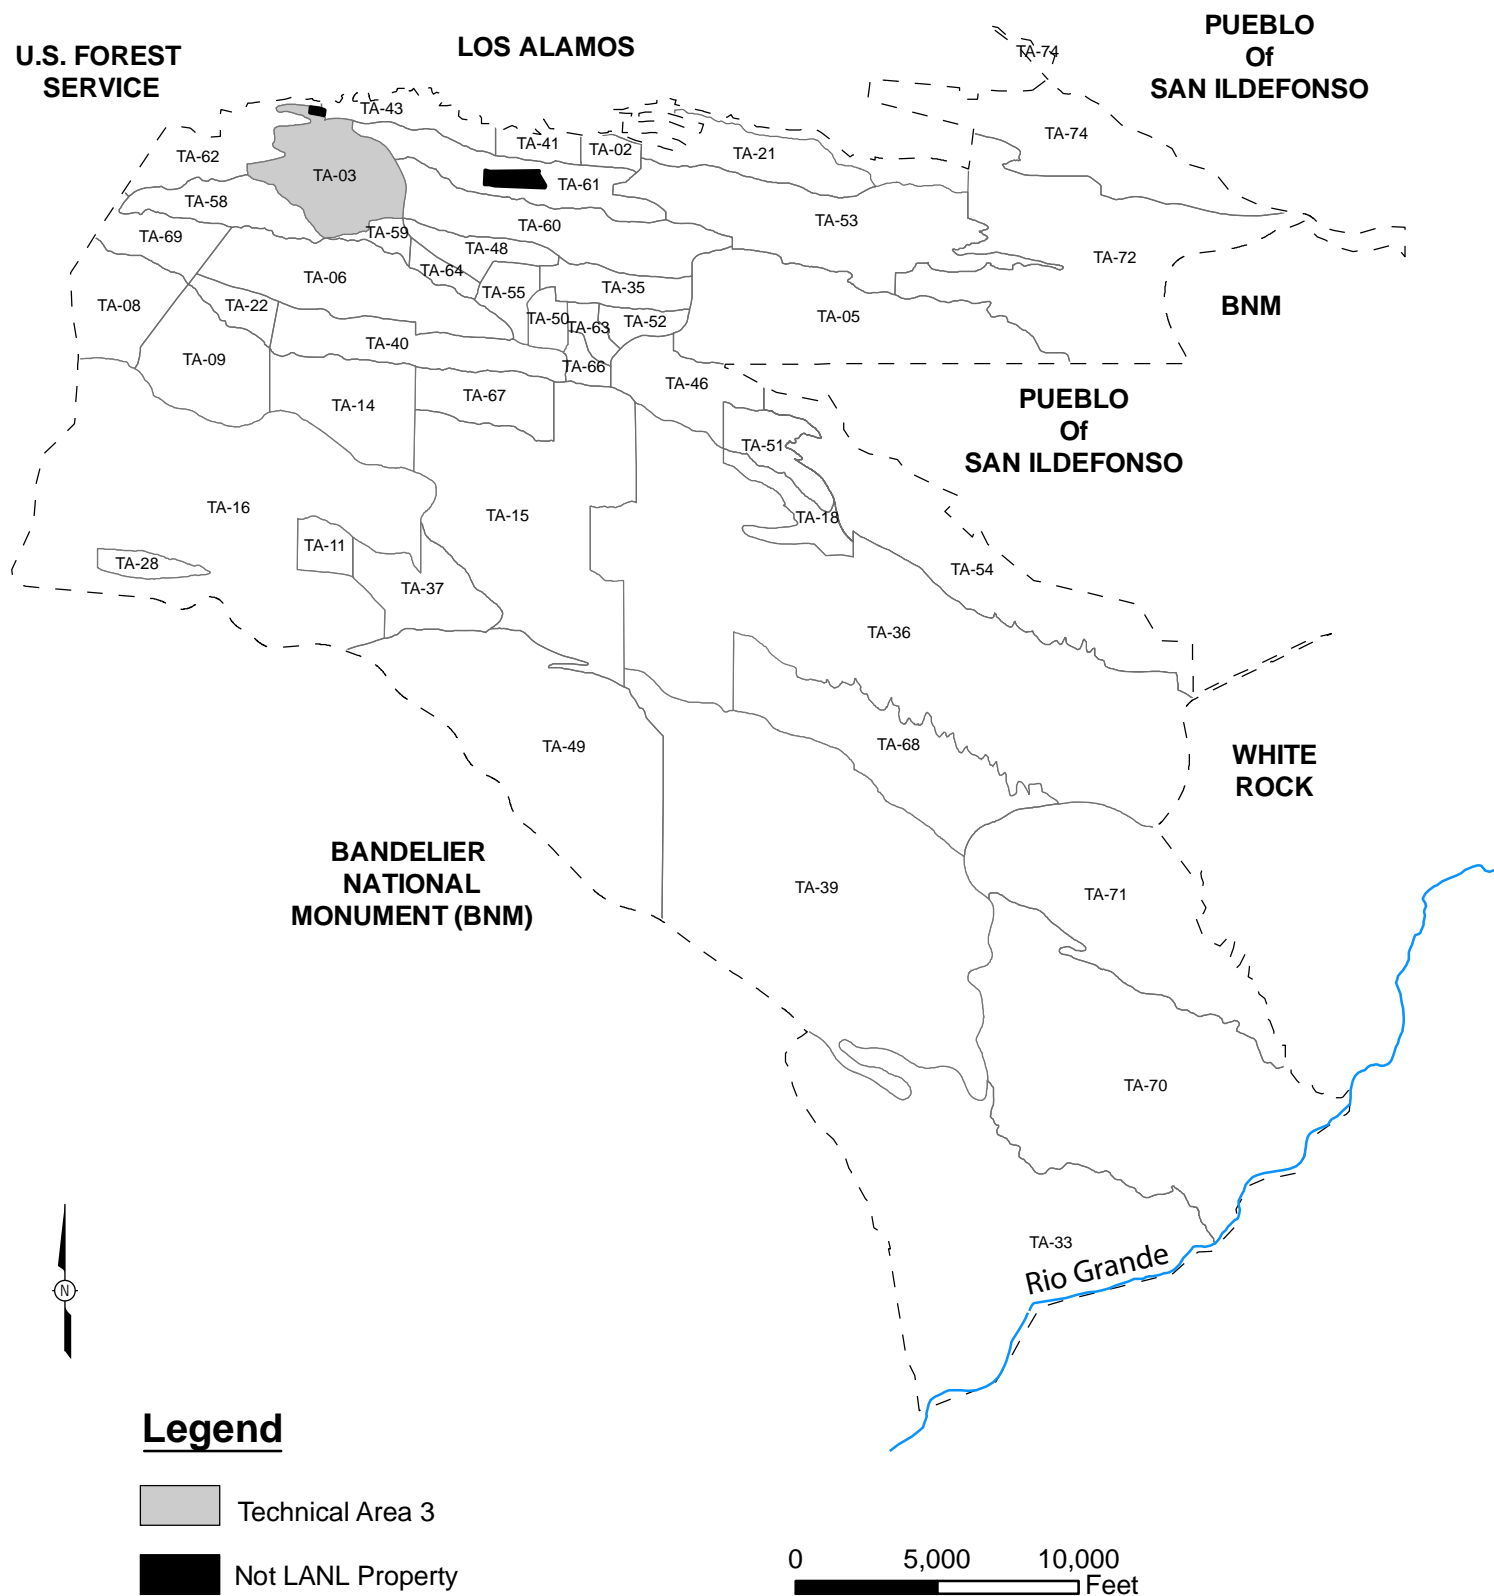 PUEBLO
Of
SAN ILDEFONSO
LOS ALAMOS
U.S. FOREST
SERVICE
TA-74
TA-43
TA-74
TA-41
TA-02
TA-21
TA-62
TA-03
TA-61
TA-58
TA-60
TA-53
TA-69
TA-59
TA-48
TA-72
TA-06
TA-64
TA-55
TA-35
TA-08
TA-22
TA-50
TA-63
TA-52
TA-05
BNM
TA-40
TA-09
TA-66
TA-46
TA-14
TA-67
PUEBLO
Of
SAN ILDEFONSO
TA-51
TA-16
TA-15
TA-18
TA-11
TA-28
TA-54
TA-37
TA-36
TA-49
TA-68
WHITE
ROCK
BANDELIER
NATIONAL
MONUMENT (BNM)
TA-39
TA-71
TA-70
TA-33
Rio Grande
N
Legend
Technical Area 3
Not LANL Property
0 5,000 10,000
Feet